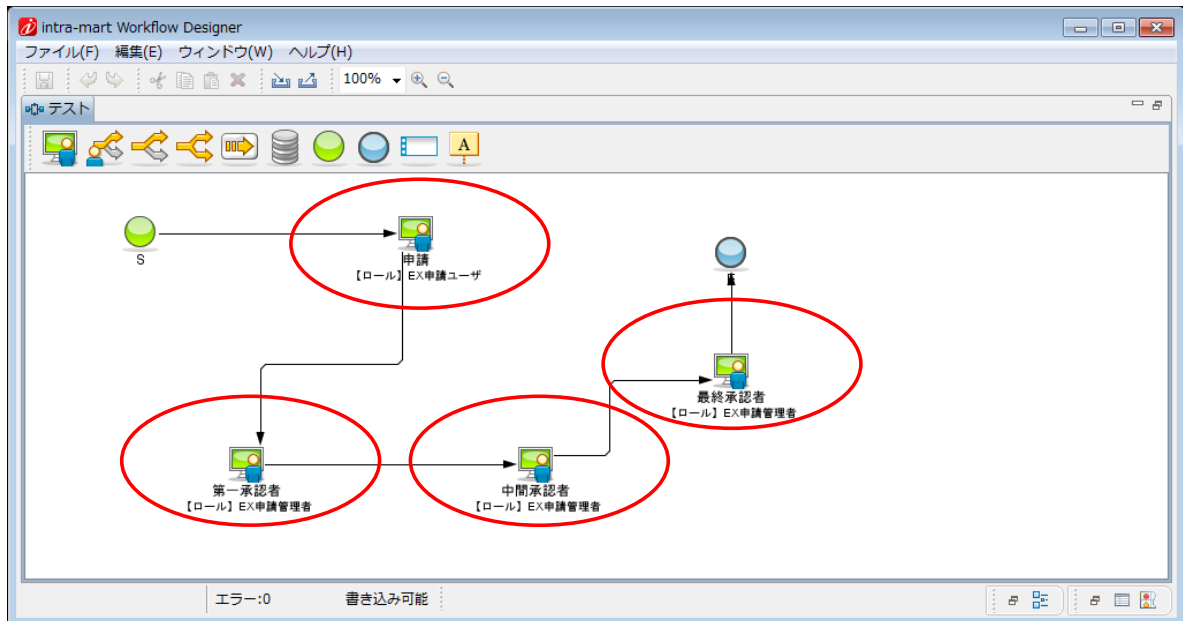 intra-mart Workflow Designer
ファイル(F) 編集(E) ウィンドウ(W) ヘルプ(H)
100%
テスト
A
S
申請
【ロール】EX申請ユーザ
最終承認者
【ロール】EX申請管理者
第一承認者
【ロール】EX申請管理者
中間承認者
【ロール】EX申請管理者
エラー:0 書き込み可能